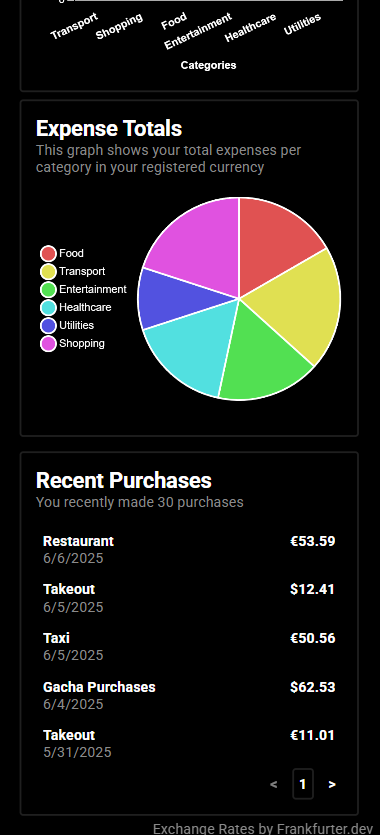 0
Transport
Shopping
Food
Entertainment
Healthcare
Utilities
Categories
Expense Totals
This graph shows your total expenses per
category in your registered currency
Food
Transport
Entertainment
Healthcare
Utilities
Shopping
Recent Purchases
You recently made 30 purchases
Restaurant €53.59
6/6/2025
Takeout $12.41
6/5/2025
Taxi €50.56
6/5/2025
Gacha Purchases $62.53
6/4/2025
Takeout €11.01
5/31/2025
< 1 >
Exchange Rates by Frankfurter.dev